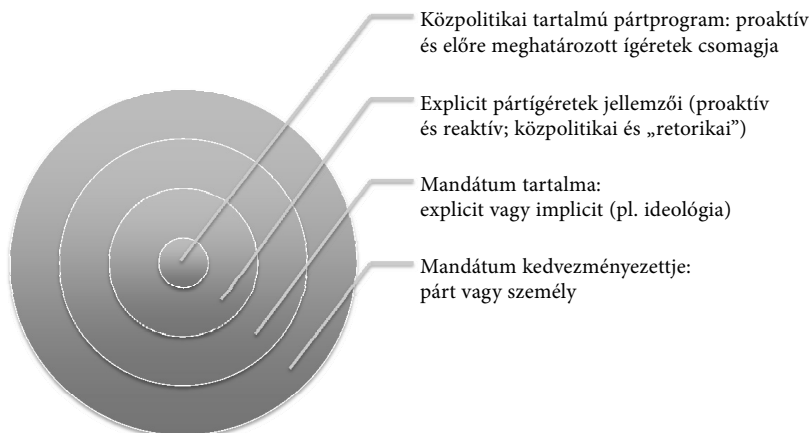 Közpolitikai tartalmú pártprogram: proaktív
és előre meghatározott ígéretek csomagja
Explicit pártígéretek jellemzői (proaktív
és reaktív; közpolitikai és „retorikai”)
Mandátum tartalma:
explicit vagy implicit (pl. ideológia)
Mandátum kedvezményezettje:
párt vagy személy